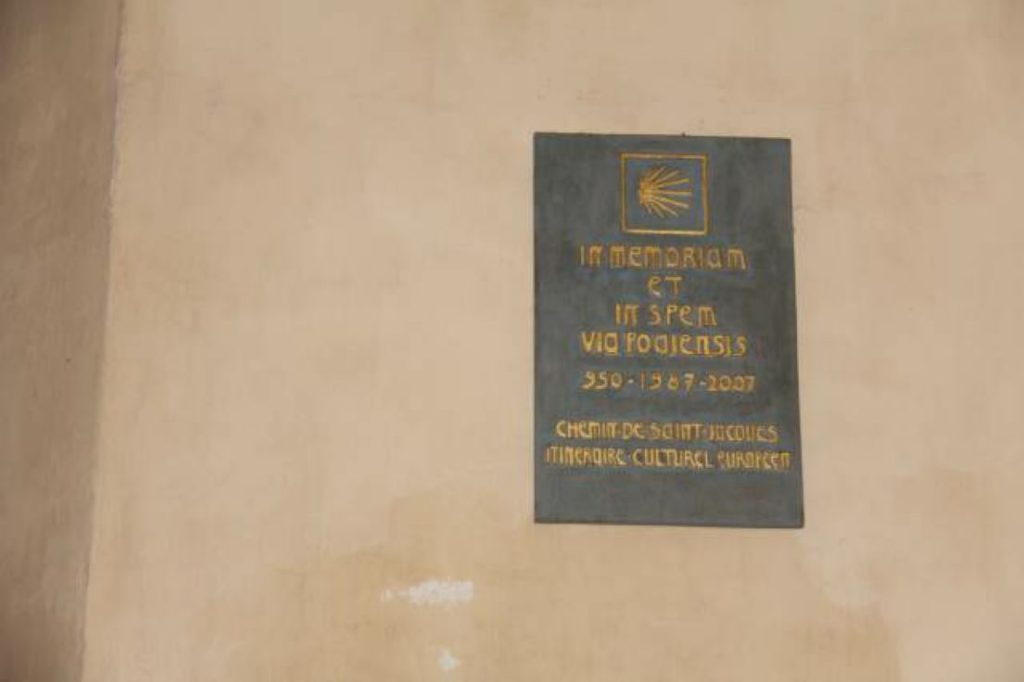 IN MEMORIAM
ET
IN SPEM
VIA PODIENSIS
950 - 1987 - 2007
CHEMIN · DE · SAINT · JACQUES
ITINERAIRE · CULTUREL EUROPEEN